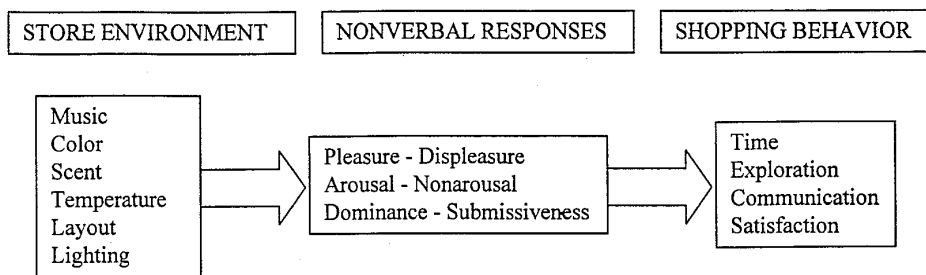 STORE ENVIRONMENT
NONVERBAL RESPONSES
SHOPPING BEHAVIOR
Music
Color
Scent
Temperature
Layout
Lighting
Pleasure - Displeasure
Arousal - Nonarousal
Dominance - Submissiveness
Time
Exploration
Communication
Satisfaction